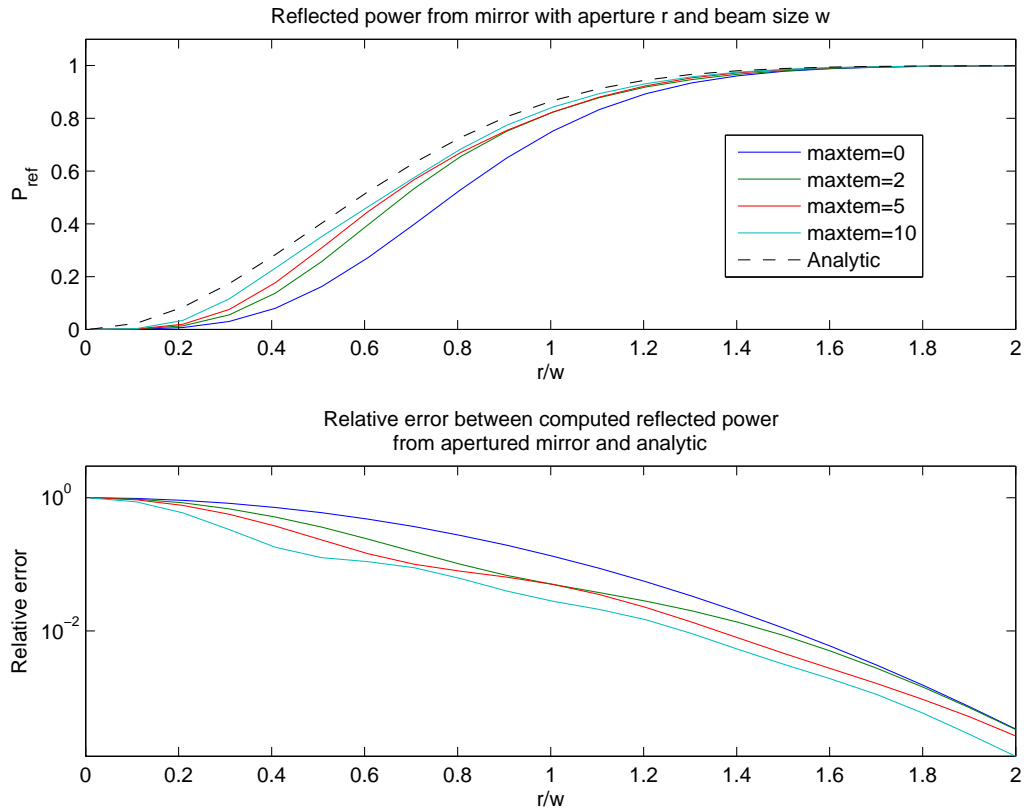 Reflected power from mirror with aperture r and beam size w
P_ref
1
0.8
0.6
0.4
0.2
0
0 0.2 0.4 0.6 0.8 1 1.2 1.4 1.6 1.8 2
r/w
maxtem=0
maxtem=2
maxtem=5
maxtem=10
Analytic
Relative error between computed reflected power
from apertured mirror and analytic
Relative error
10^0
10^-2
0 0.2 0.4 0.6 0.8 1 1.2 1.4 1.6 1.8 2
r/w